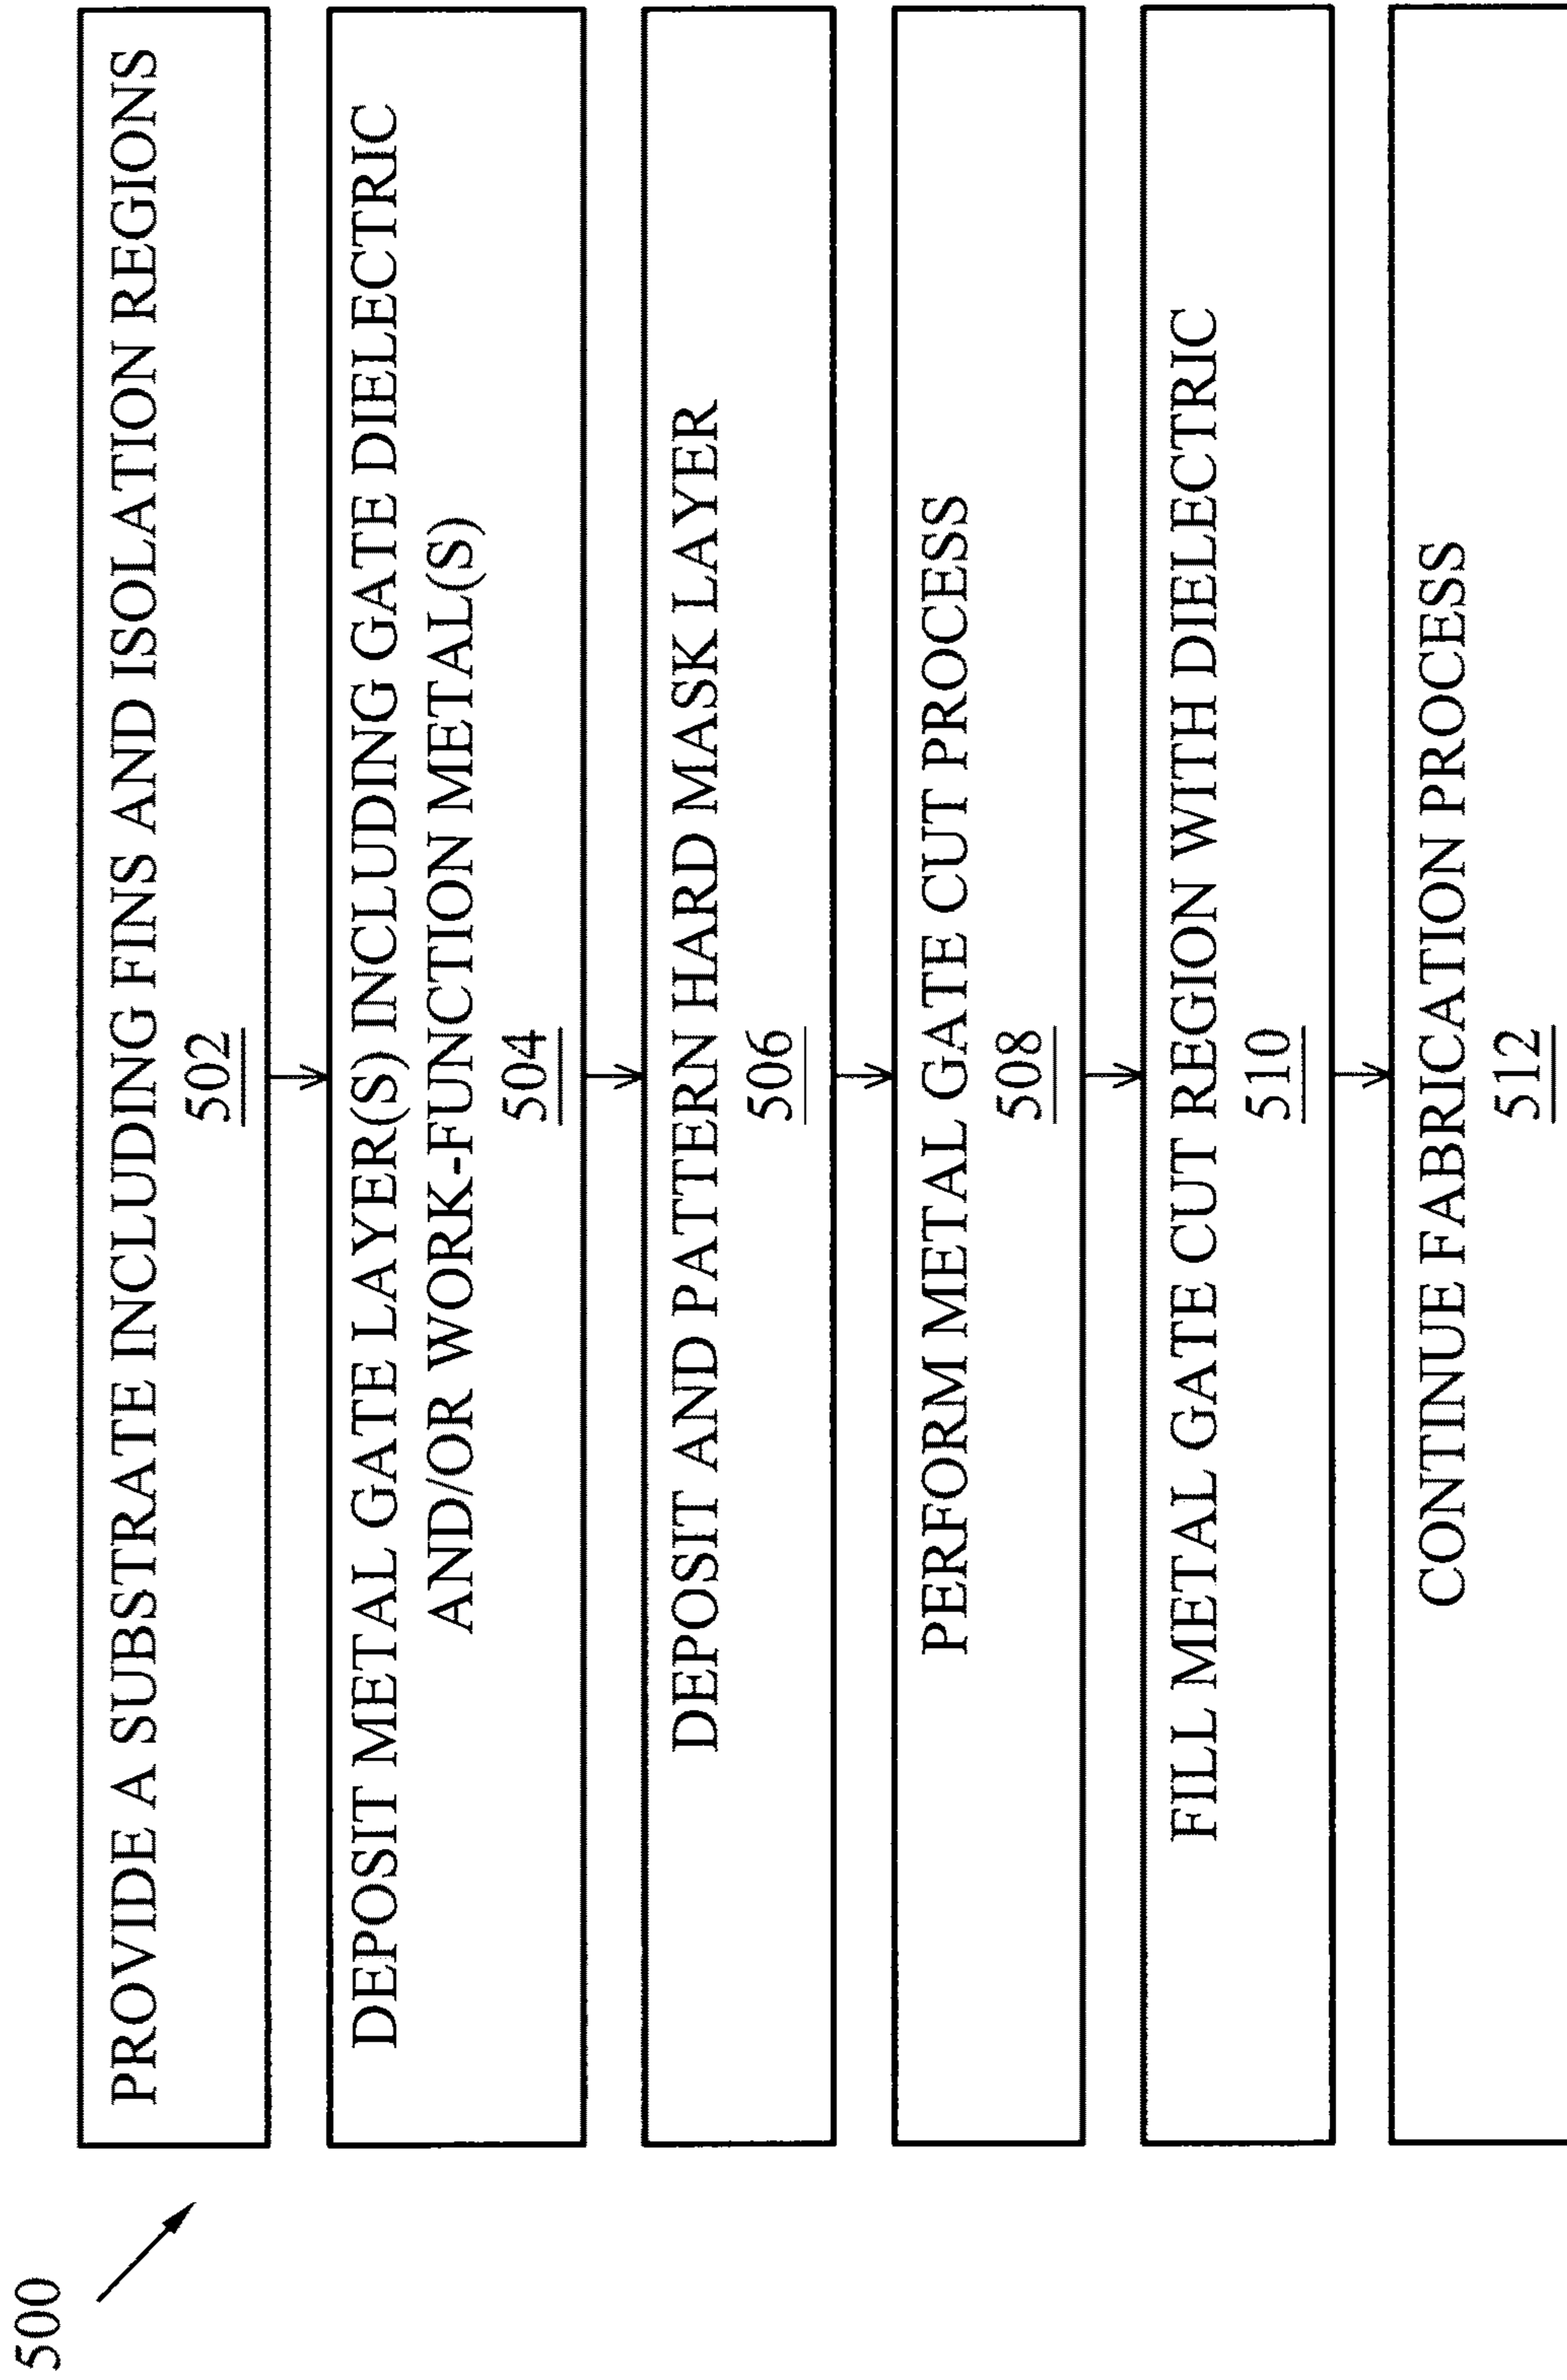 500
PROVIDE A SUBSTRATE INCLUDING FINS AND ISOLATION REGIONS
502
DEPOSIT METAL GATE LAYER(S) INCLUDING GATE DIELECTRIC
AND/OR WORK-FUNCTION METAL(S)
504
DEPOSIT AND PATTERN HARD MASK LAYER
506
PERFORM METAL GATE CUT PROCESS
508
FILL METAL GATE CUT REGION WITH DIELECTRIC
510
CONTINUE FABRICATION PROCESS
512